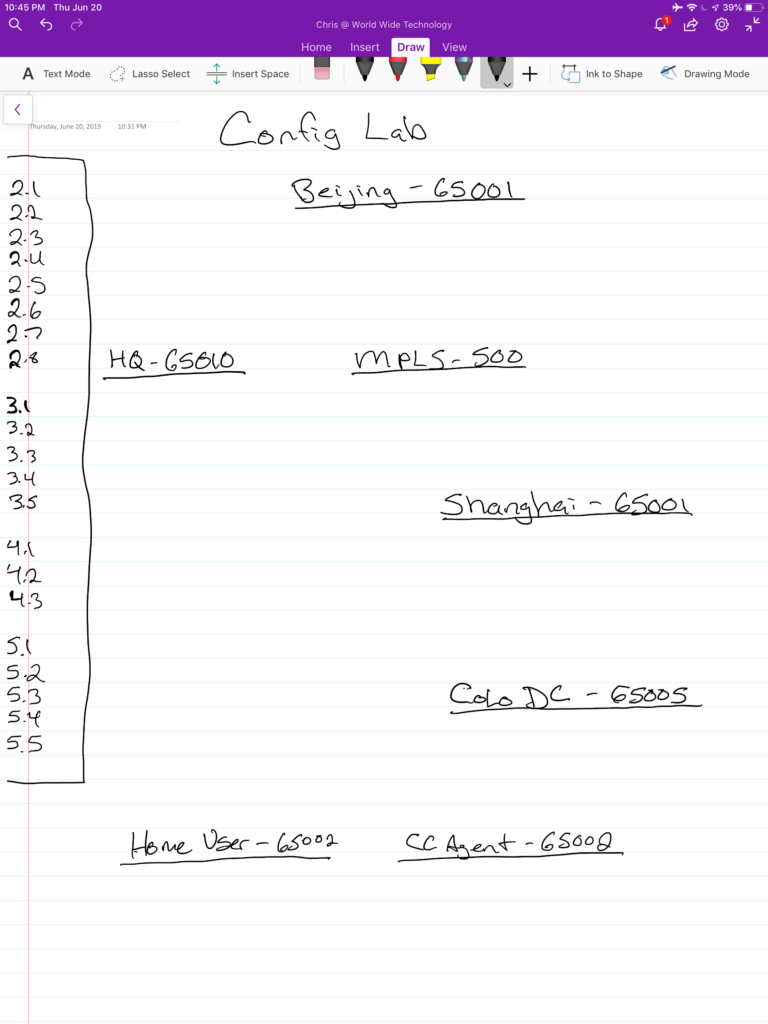 10:45 PM Thu Jun 20 39%
1
Chris @ World Wide Technology
Home Insert Draw View
A Text Mode Lasso Select Insert Space Ink to Shape Drawing Mode
Thursday, June 20, 2019 10:31 PM
Config Lab
Beijing - 65001
2.1
2.2
2.3
2.4
2.5
2.6
2.7
2.8
HQ - 65010 MPLS - 500
3.1
3.2
3.3
3.4
3.5
Shanghai - 65001
4.1
4.2
4.3
5.1
5.2
5.3
5.4
5.5
Colo DC - 65005
Home User - 65002 CC Agent - 65002